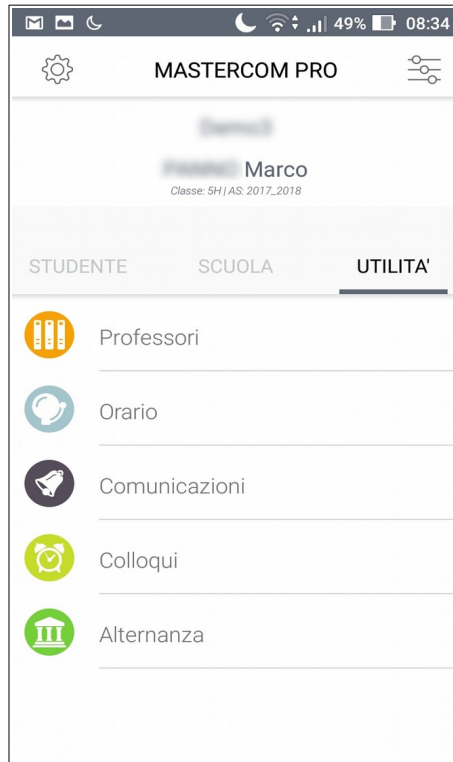 49% 08:34
MASTERCOM PRO
Marco
Classe: 5H | AS: 2017_2018
STUDENTE SCUOLA UTILITA'
Professori
Orario
Comunicazioni
Colloqui
Alternanza